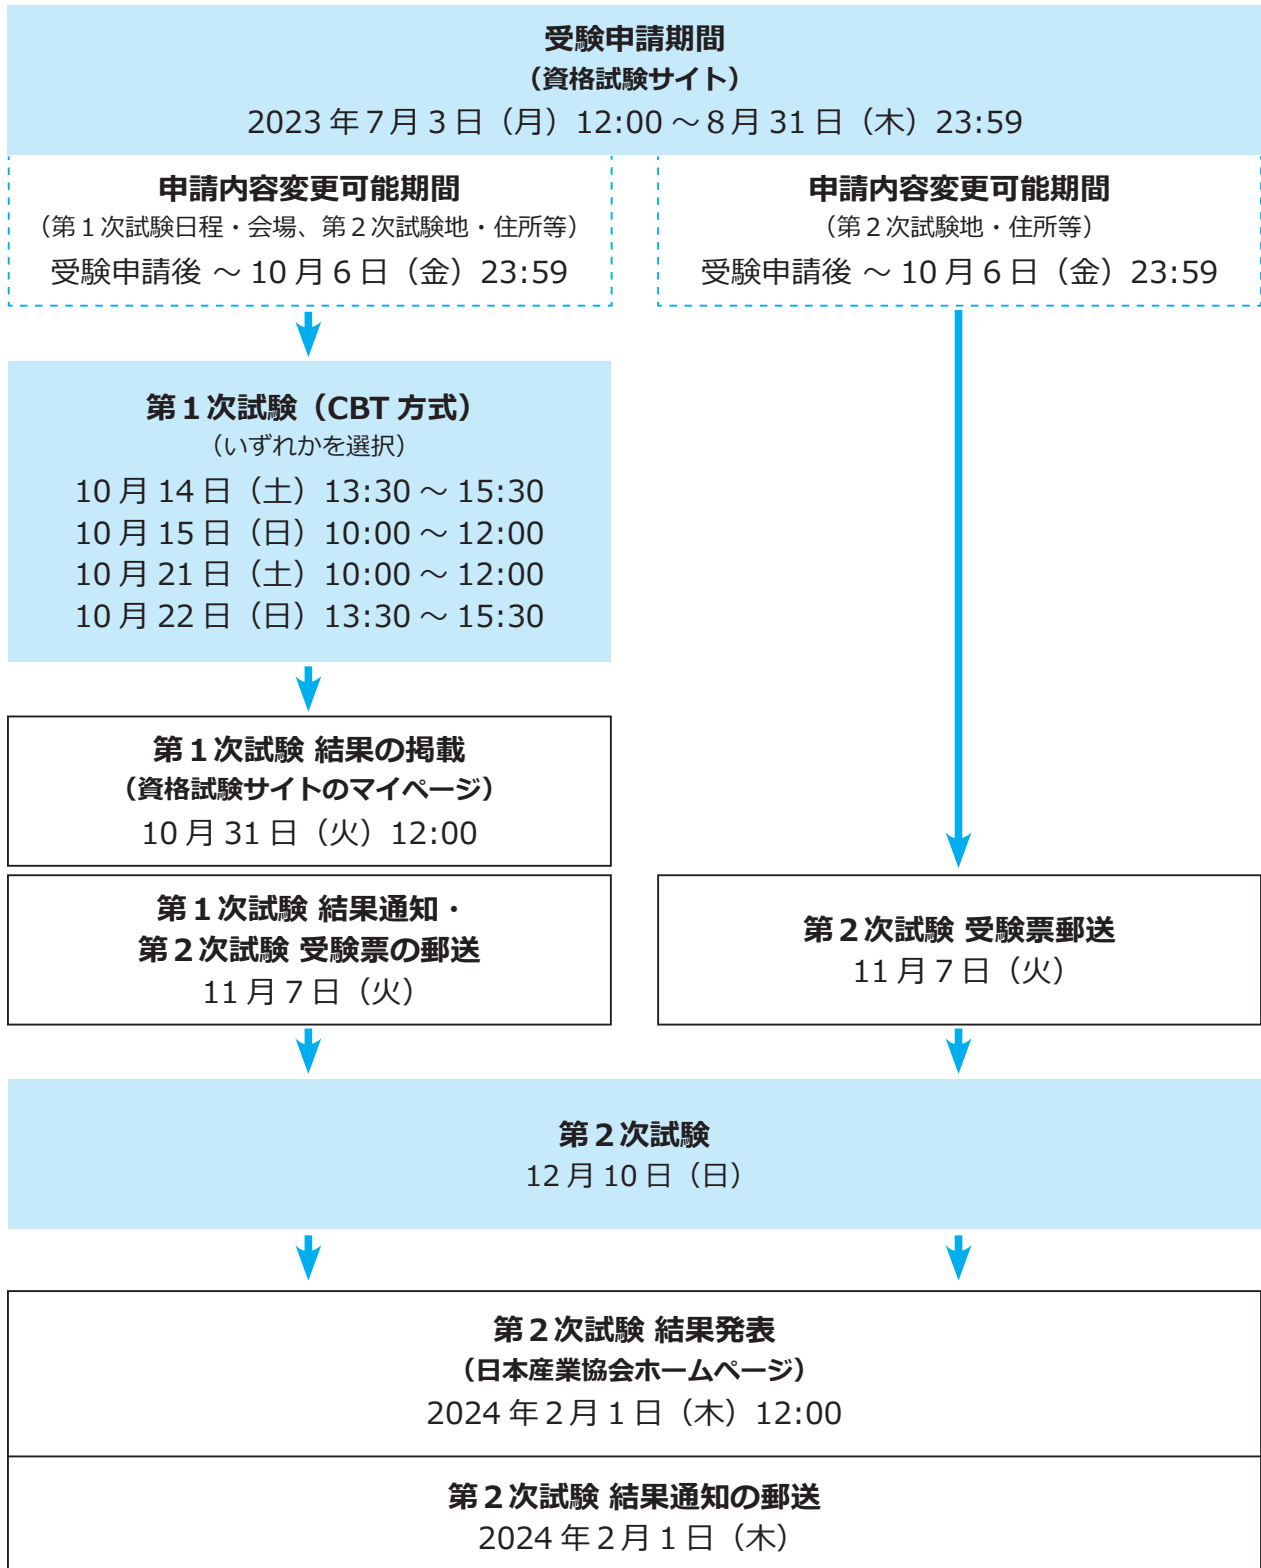 受験申請期間
（資格試験サイト）
2023年7月3日（月）12:00～8月31日（木）23:59
申請内容変更可能期間
（第１次試験日程・会場、第２次試験地・住所等）
受験申請後 ～ 10月6日（金）23:59
申請内容変更可能期間
（第２次試験地・住所等）
受験申請後 ～ 10月6日（金）23:59
第１次試験（CBT 方式）
（いずれかを選択）
10月14日（土）13:30 ～ 15:30
10月15日（日）10:00 ～ 12:00
10月21日（土）10:00 ～ 12:00
10月22日（日）13:30 ～ 15:30
第１次試験 結果の掲載
（資格試験サイトのマイページ）
10月31日（火）12:00
第１次試験 結果通知・
第２次試験 受験票の郵送
11月7日（火）
第２次試験 受験票郵送
11月7日（火）
第２次試験
12月10日（日）
第２次試験 結果発表
（日本産業協会ホームページ）
2024年2月1日（木）12:00
第２次試験 結果通知の郵送
2024年2月1日（木）